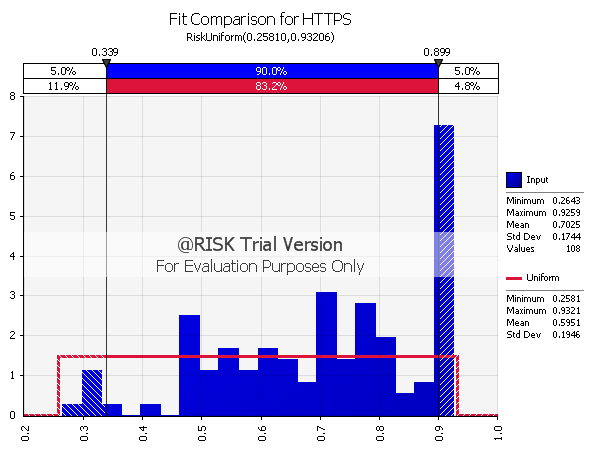 Fit Comparison for HTTPS
RiskUniform(0.25810,0.93206)
0.339 0.899
5.0% 90.0% 5.0%
11.9% 83.2% 4.8%
8
7
6
5
4
3
2
1
0
0.2 0.3 0.4 0.5 0.6 0.7 0.8 0.9 1.0
@RISK Trial Version
For Evaluation Purposes Only
Input
Minimum 0.2643
Maximum 0.9259
Mean 0.7025
Std Dev 0.1744
Values 108
Uniform
Minimum 0.2581
Maximum 0.9321
Mean 0.5951
Std Dev 0.1946